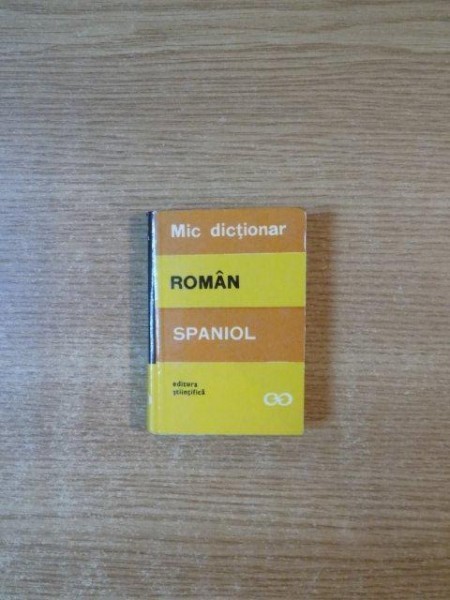 Mic dicționar
ROMÂN
SPANIOL
editura
științifică